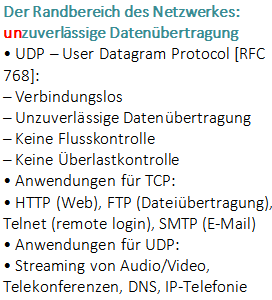 Der Randbereich des Netzwerkes:
unzuverlässige Datenübertragung
• UDP – User Datagram Protocol [RFC
768]:
– Verbindungslos
– Unzuverlässige Datenübertragung
– Keine Flusskontrolle
– Keine Überlastkontrolle
• Anwendungen für TCP:
• HTTP (Web), FTP (Dateiübertragung),
Telnet (remote login), SMTP (E-Mail)
• Anwendungen für UDP:
• Streaming von Audio/Video,
Telekonferenzen, DNS, IP-Telefonie